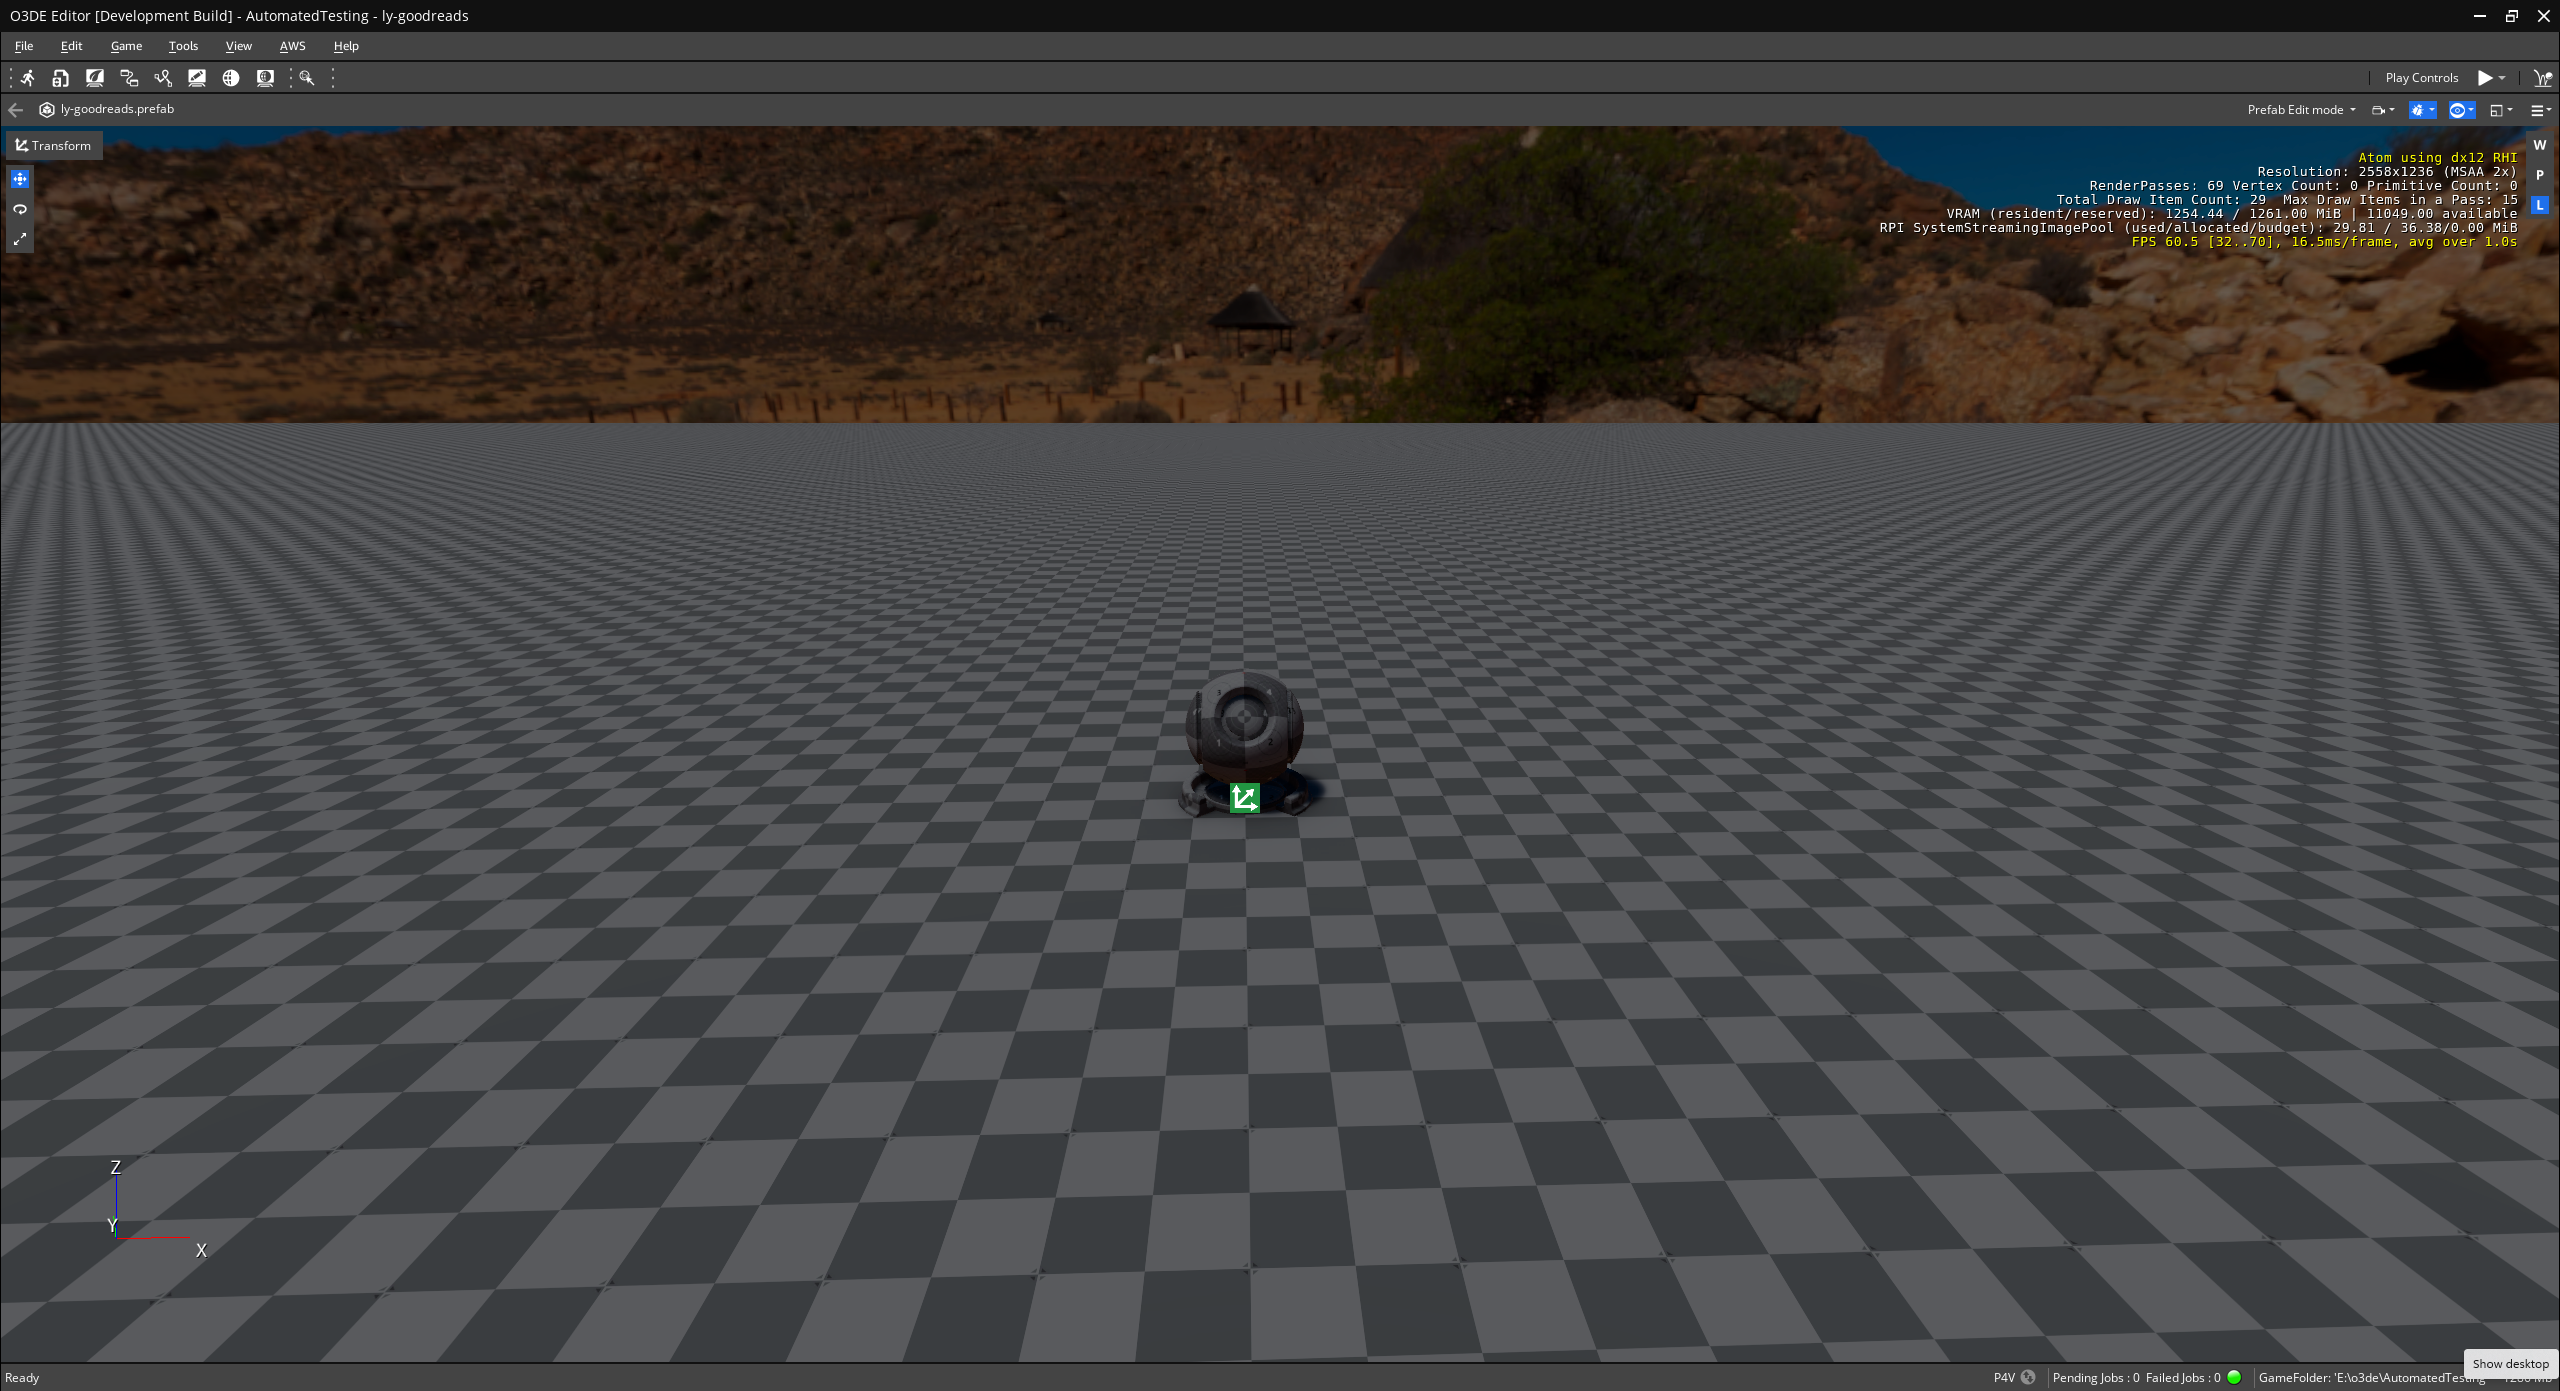 O3DE Editor [Development Build] - AutomatedTesting - ly-goodreads
File Edit Game Tools View AWS Help
Play Controls
ly-goodreads.prefab
Prefab Edit mode
Transform
W
P
L
Atom using dx12 RHI
Resolution: 2558x1236 (MSAA 2x)
RenderPasses: 69 Vertex Count: 0 Primitive Count: 0
Total Draw Item Count: 29  Max Draw Items in a Pass: 15
VRAM (resident/reserved): 1254.44 / 1261.00 MiB | 11049.00 available
RPI SystemStreamingImagePool (used/allocated/budget): 29.81 / 36.38/0.00 MiB
FPS 60.5 [32..70], 16.5ms/frame, avg over 1.0s
3
1 2
Z
Y
X
Show desktop
Ready
P4V
Pending Jobs : 0 Failed Jobs : 0
GameFolder: 'E:\o3de\AutomatedTesting